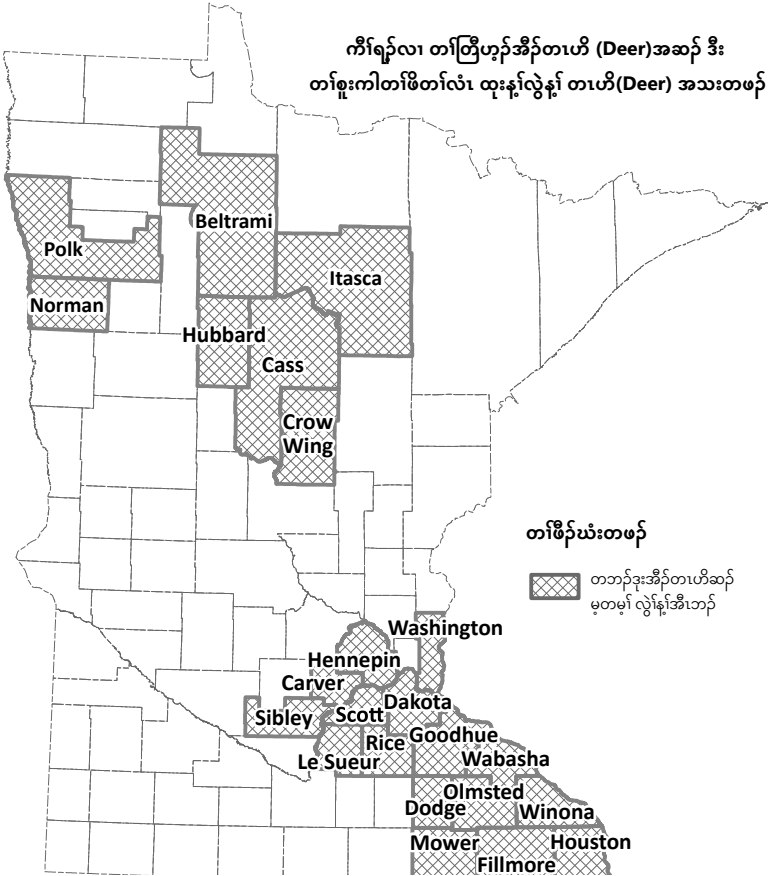 ကီၢ်ရ့ၣ်လၢ တၢ်တြီဟ့ၣ်အီၣ်တၤဟိ (Deer)အဆၣ် ဒီး
တၢ်စူးကါတၢ်ဖိတၢ်လံၤ ထုးန့ၢ်လွဲန့ၢ် တၤဟိ(Deer) အသးတဖၣ်
Beltrami
Polk
Itasca
Norman
Hubbard
Cass
Crow
Wing
တၢ်ဖီၣ်ဃံးတဖၣ်
တဘၣ်ဒုးအီၣ်တၤဟိဆၣ်
မ့တမ့ၢ် လွဲၢ်န့ၢ်အီၤဘၣ်
Washington
Hennepin
Carver
Dakota
Scott
Sibley
Goodhue
Rice
Wabasha
Le Sueur
Olmsted
Dodge
Winona
Mower
Houston
Fillmore